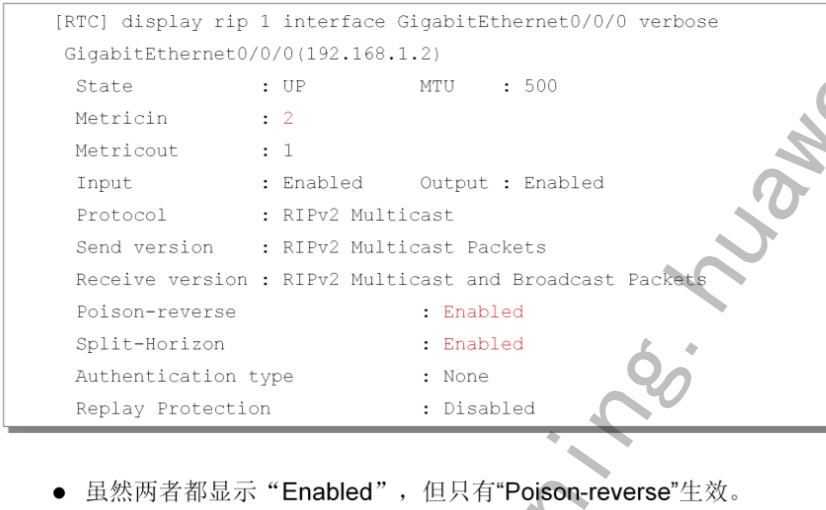 [RTC] display rip 1 interface GigabitEthernet0/0/0 verbose
GigabitEthernet0/0/0(192.168.1.2)
State : UP MTU : 500
Metricin : 2
Metricout : 1
Input : Enabled Output : Enabled
Protocol : RIPv2 Multicast
Send version : RIPv2 Multicast Packets
Receive version : RIPv2 Multicast and Broadcast Packets
Poison-reverse : Enabled
Split-Horizon : Enabled
Authentication type : None
Replay Protection : Disabled
● 虽然两者都显示“Enabled”，但只有“Poison-reverse”生效。
ning.huawe